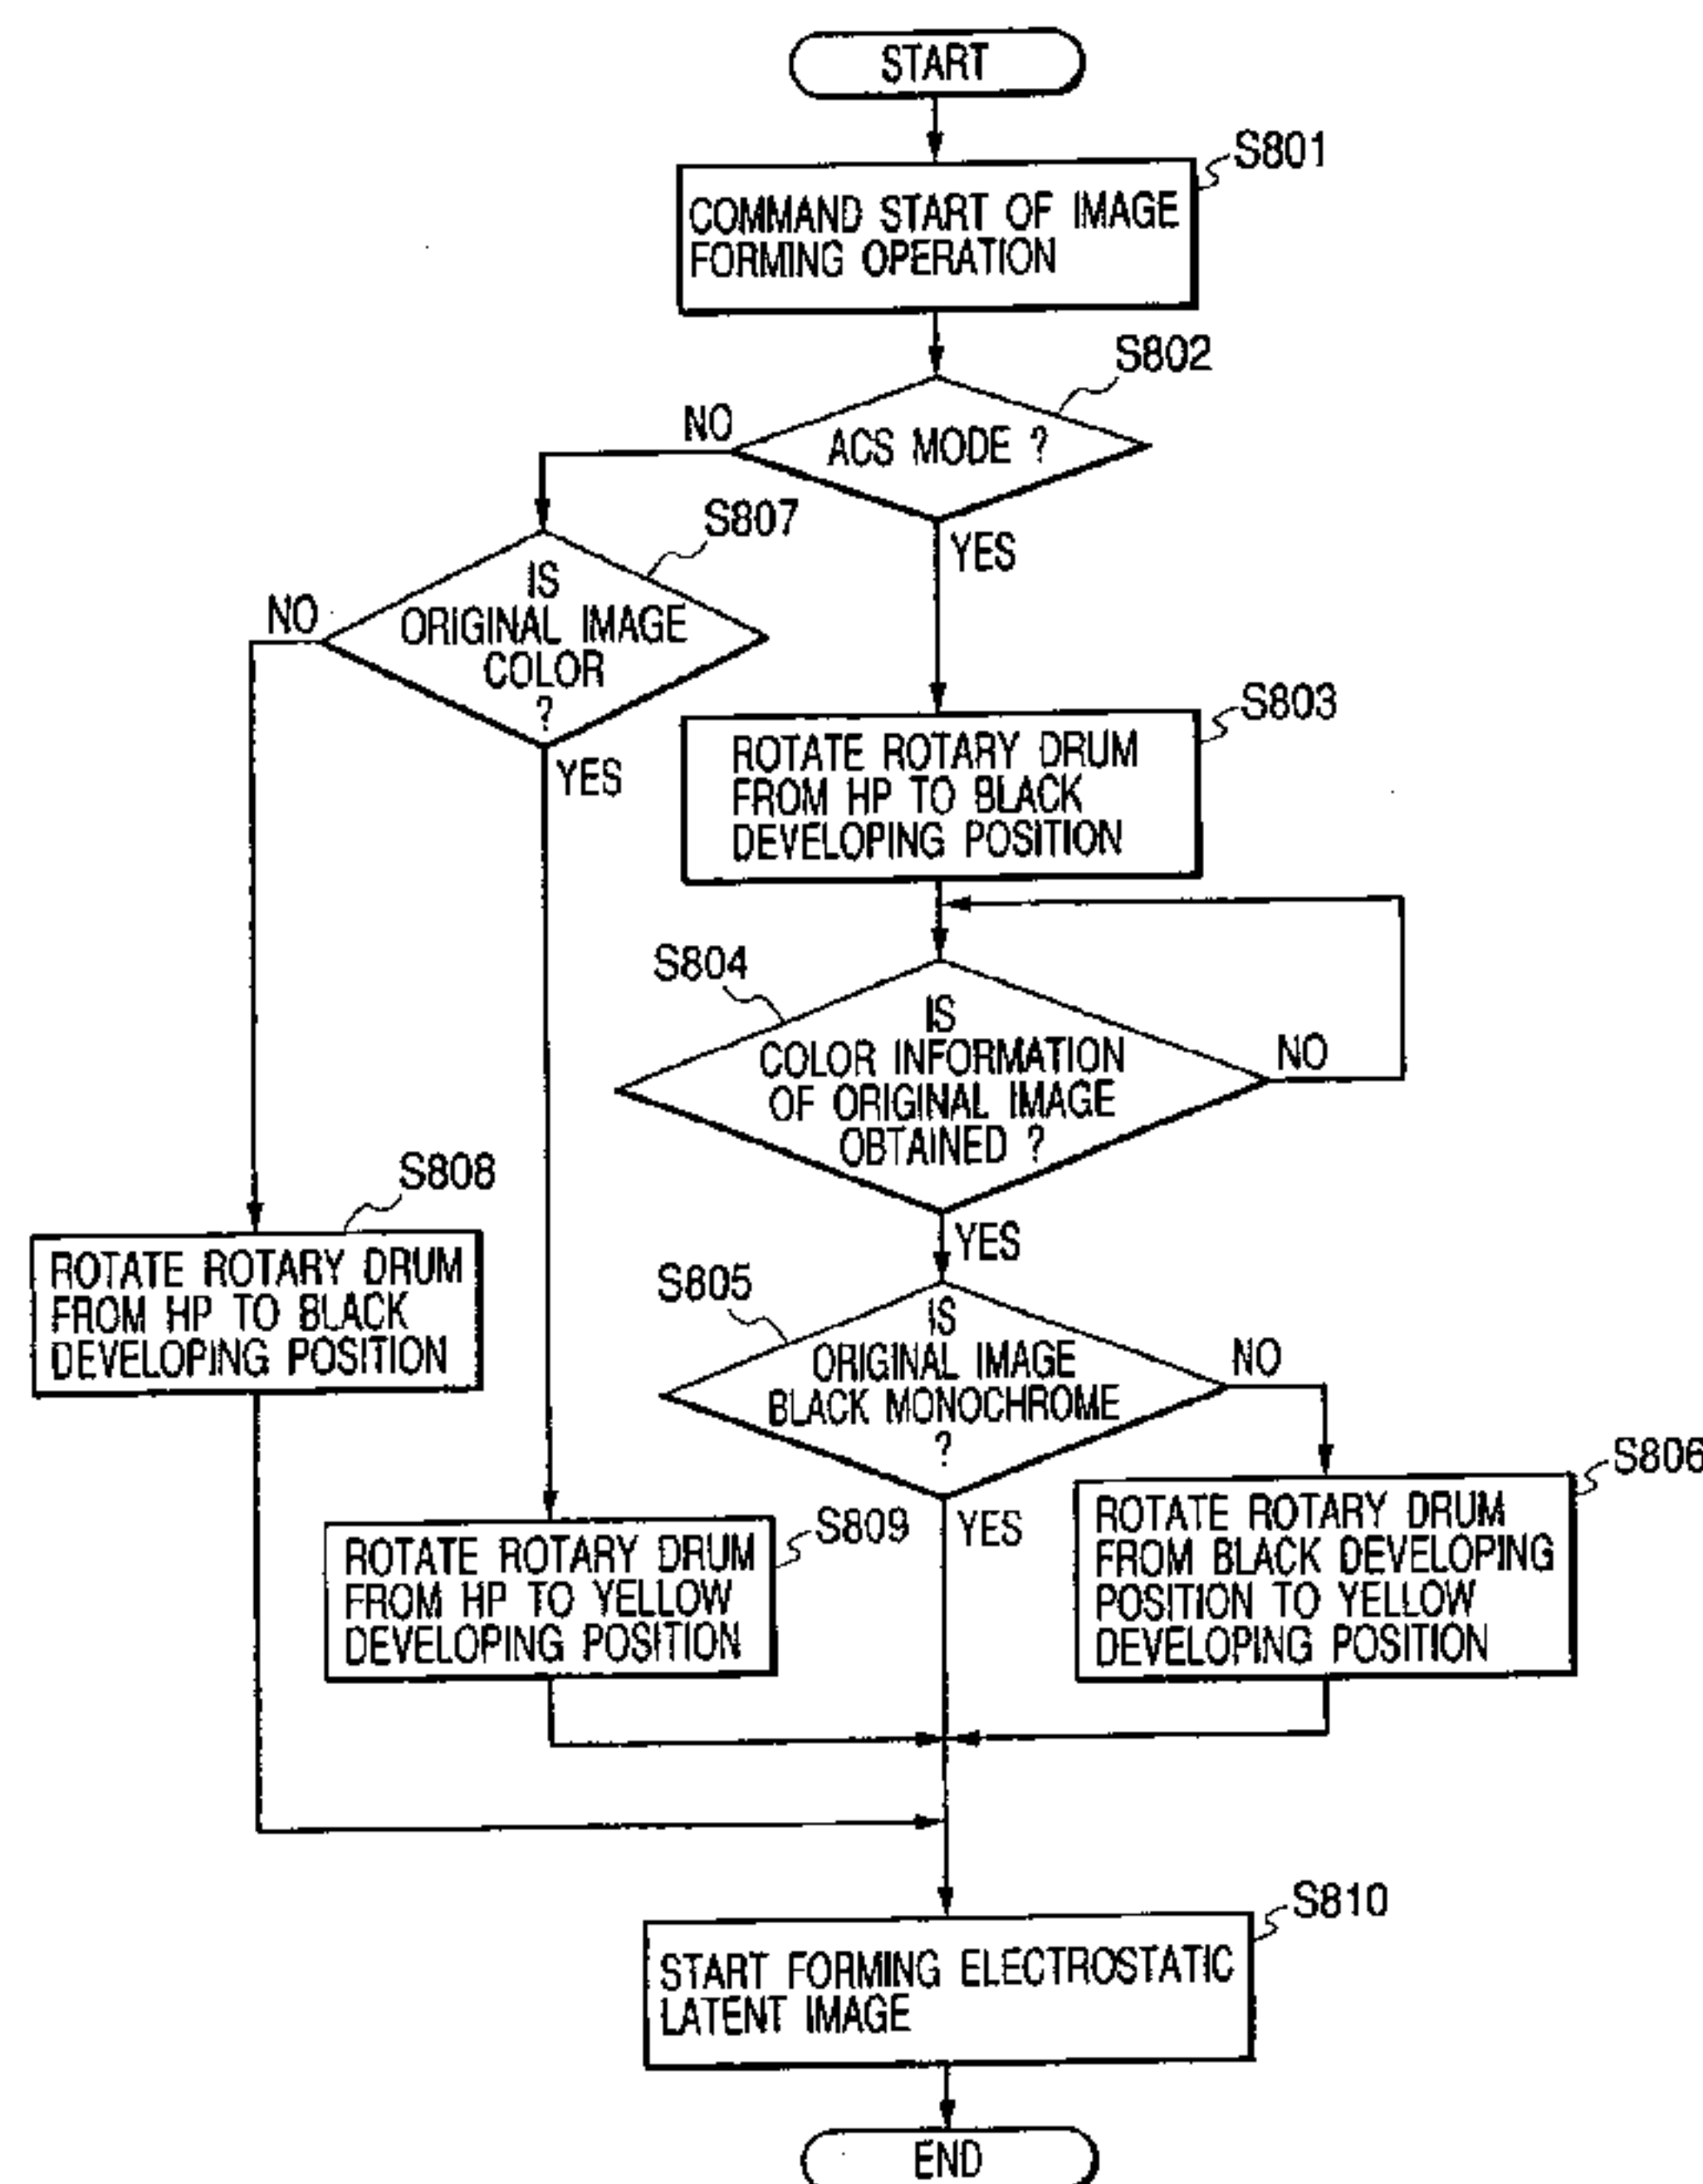 START
S801
COMMAND START OF IMAGE
FORMING OPERATION
S802
ACS MODE ?
NO
YES
S807
IS
ORIGINAL IMAGE
COLOR
?
NO
YES
S803
ROTATE ROTARY DRUM
FROM HP TO BLACK
DEVELOPING POSITION
S804
IS
COLOR INFORMATION
OF ORIGINAL IMAGE
OBTAINED ?
NO
YES
S808
ROTATE ROTARY DRUM
FROM HP TO BLACK
DEVELOPING POSITION
S805
IS
ORIGINAL IMAGE
BLACK MONOCHROME
?
NO
YES
S806
ROTATE ROTARY DRUM
FROM BLACK DEVELOPING
POSITION TO YELLOW
DEVELOPING POSITION
S809
ROTATE ROTARY DRUM
FROM HP TO YELLOW
DEVELOPING POSITION
S810
START FORMING ELECTROSTATIC
LATENT IMAGE
END